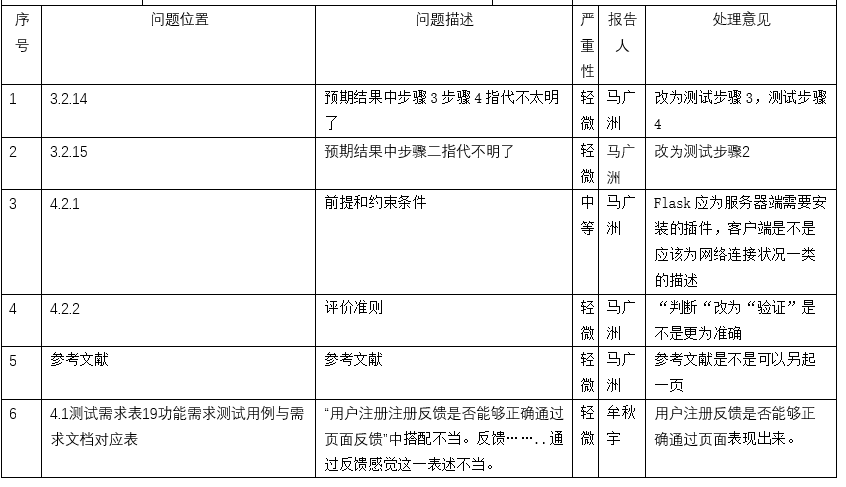 序号 问题位置 问题描述 严重性 报告人 处理意见
1 3.2.14 预期结果中步骤3步骤4指代不太明了 轻微 马广洲 改为测试步骤3，测试步骤4
2 3.2.15 预期结果中步骤二指代不明了 轻微 马广洲 改为测试步骤2
3 4.2.1 前提和约束条件 中等 马广洲 Flask应为服务器端需要安装的插件，客户端是不是应该为网络连接状况一类的描述
4 4.2.2 评价准则 轻微 马广洲 “判断“改为“验证”是不是更为准确
5 参考文献 参考文献 轻微 马广洲 参考文献是不是可以另起一页
6 4.1测试需求表19功能需求测试用例与需求文档对应表 “用户注册注册反馈是否能够正确通过页面反馈”中搭配不当。反馈……..通过反馈感觉这一表述不当。 轻微 牟秋宇 用户注册反馈是否能够正确通过页面表现出来。